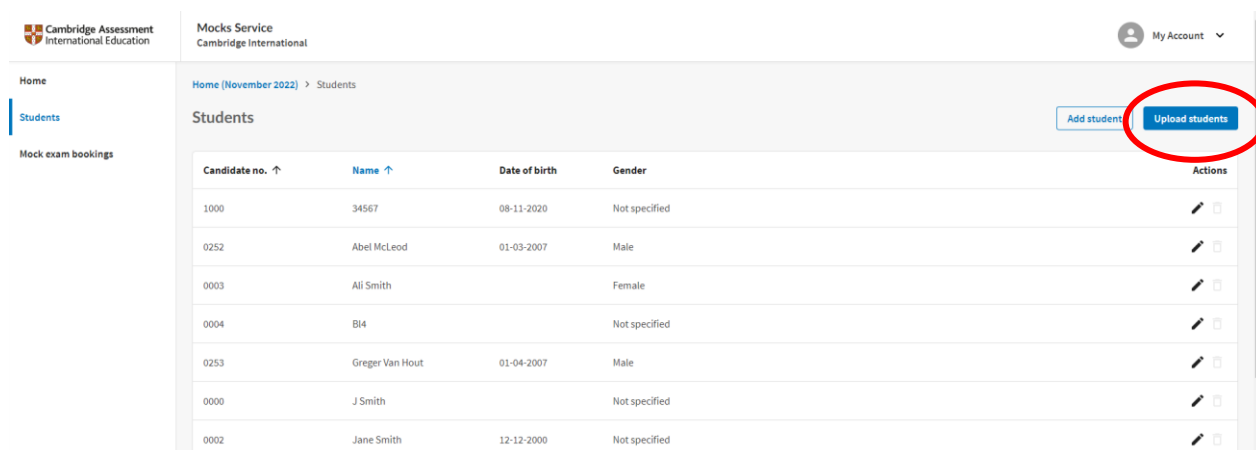 Cambridge Assessment
International Education
Mocks Service
Cambridge International
My Account
Home
Students
Mock exam bookings
Home (November 2022) > Students
Students
Add student
Upload students
Candidate no. ↑ Name ↑ Date of birth Gender Actions
1000 34567 08-11-2020 Not specified
0252 Abel McLeod 01-03-2007 Male
0003 Ali Smith Female
0004 Bl4 Not specified
0253 Greger Van Hout 01-04-2007 Male
0000 J Smith Not specified
0002 Jane Smith 12-12-2000 Not specified